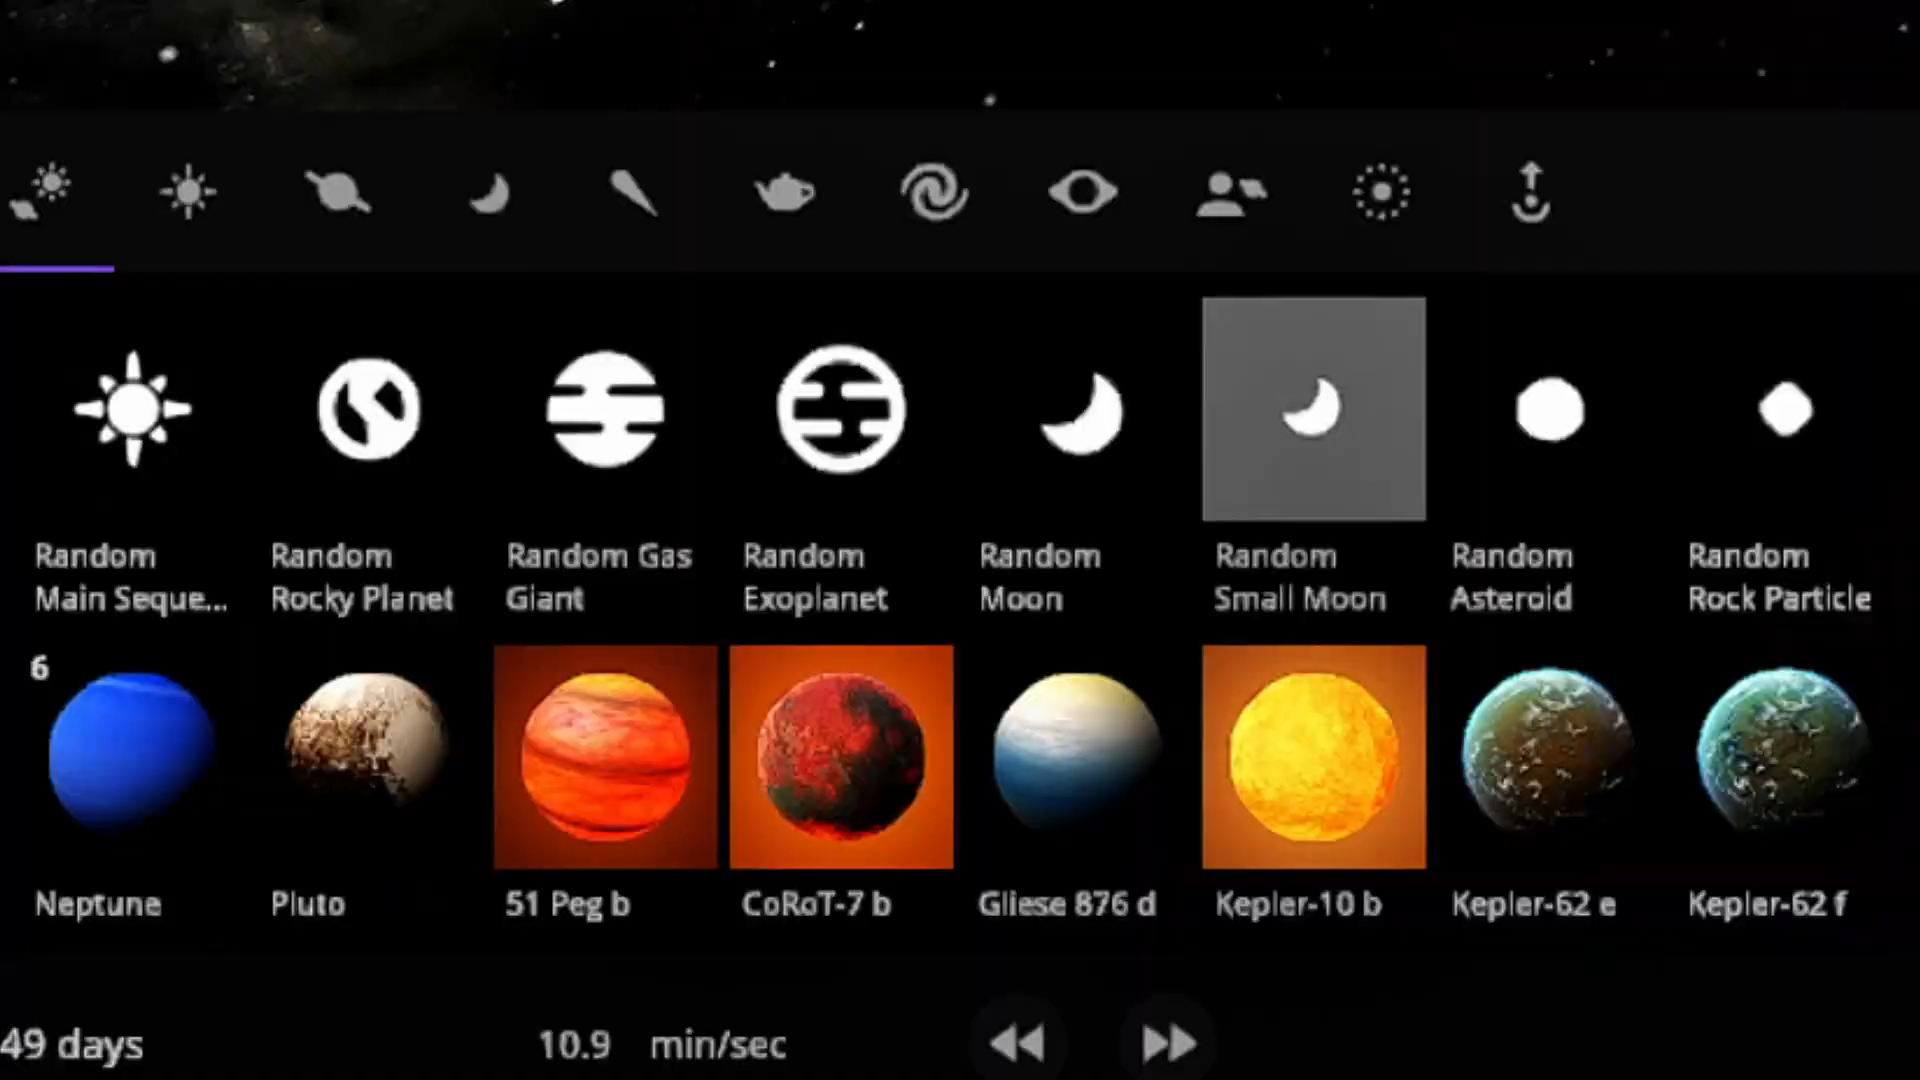 Random
Main Seque...
Random
Rocky Planet
Random Gas
Giant
Random
Exoplanet
Random
Moon
Random
Small Moon
Random
Asteroid
Random
Rock Particle
6
Neptune
Pluto
51 Peg b
CoRoT-7 b
Gliese 876 d
Kepler-10 b
Kepler-62 e
Kepler-62 f
49 days
10.9 min/sec